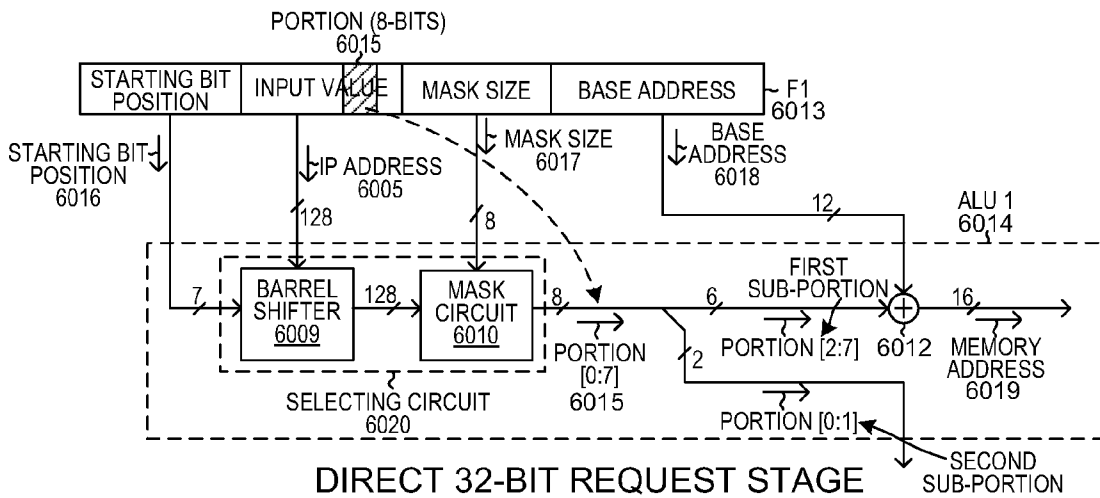 PORTION (8-BITS)
6015
STARTING BIT
POSITION
INPUT VALUE
MASK SIZE
BASE ADDRESS
F1
6013
STARTING BIT
POSITION
6016
IP ADDRESS
6005
MASK SIZE
6017
BASE
ADDRESS
6018
128
8
12
ALU 1
6014
7
BARREL
SHIFTER
6009
128
MASK
CIRCUIT
6010
8
PORTION
[0:7]
6015
6
FIRST
SUB-PORTION
PORTION [2:7]
6012
16
MEMORY
ADDRESS
6019
2
PORTION [0:1]
SELECTING CIRCUIT
6020
SECOND
SUB-PORTION
DIRECT 32-BIT REQUEST STAGE